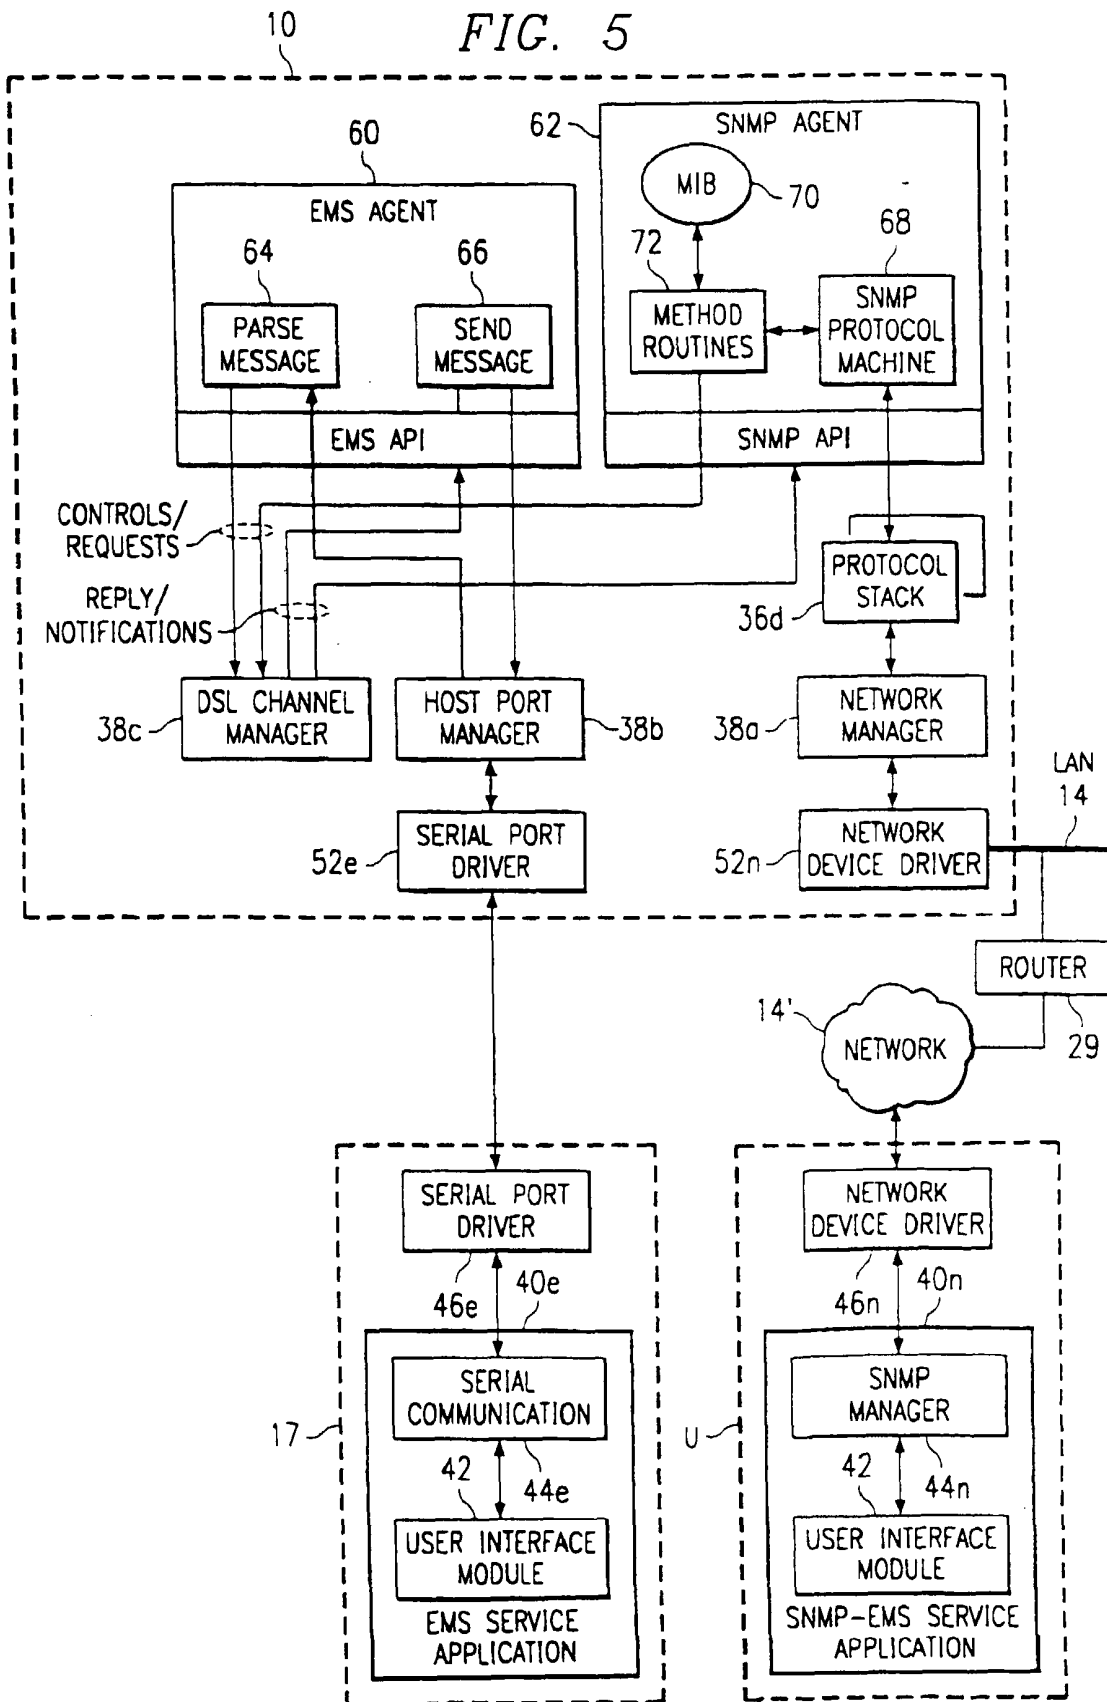 FIG. 5
10
60
62
SNMP AGENT
MIB
70
EMS AGENT
64
66
72
68
PARSE
MESSAGE
SEND
MESSAGE
METHOD
ROUTINES
SNMP
PROTOCOL
MACHINE
EMS API
SNMP API
CONTROLS/
REQUESTS
REPLY/
NOTIFICATIONS
PROTOCOL
STACK
36d
DSL CHANNEL
MANAGER
38c
HOST PORT
MANAGER
38b
NETWORK
MANAGER
38a
LAN
14
SERIAL PORT
DRIVER
52e
NETWORK
DEVICE DRIVER
52n
ROUTER
29
14'
NETWORK
SERIAL PORT
DRIVER
46e
40e
NETWORK
DEVICE DRIVER
46n
40n
SERIAL
COMMUNICATION
44e
17
42
USER INTERFACE
MODULE
EMS SERVICE
APPLICATION
SNMP
MANAGER
44n
U
42
USER INTERFACE
MODULE
SNMP-EMS SERVICE
APPLICATION